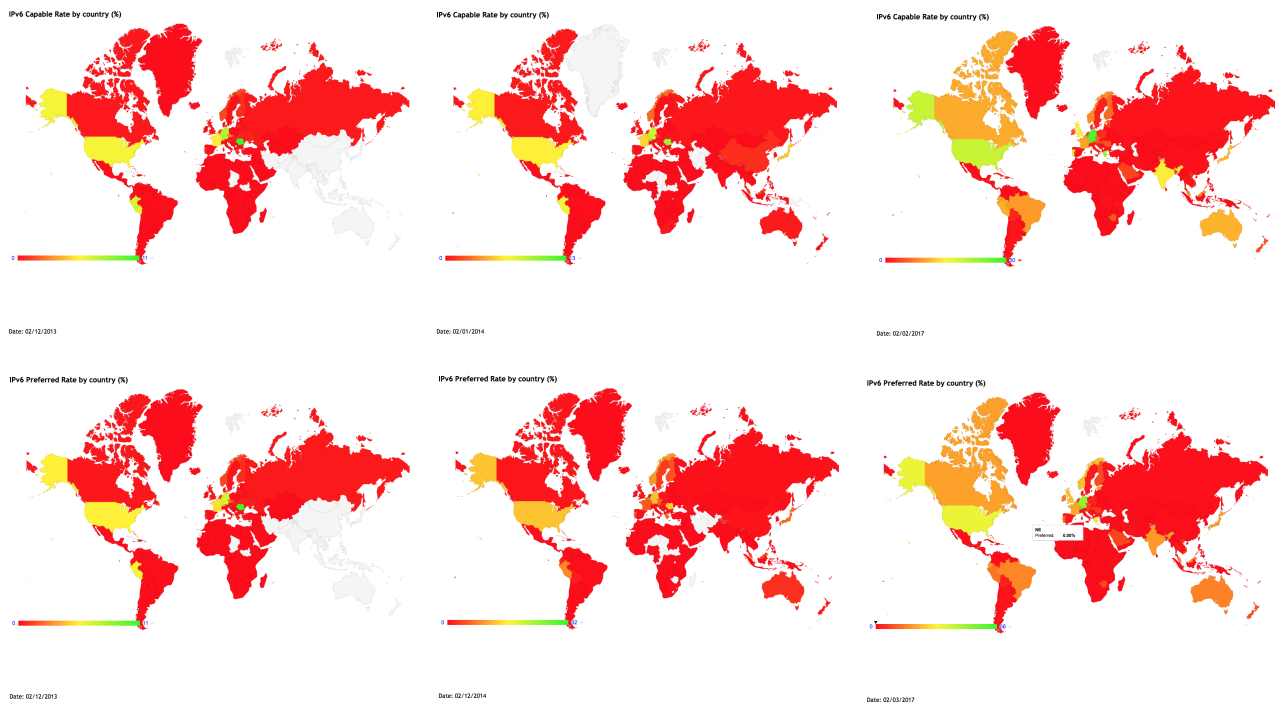 IPv6 Capable Rate by country (%)
IPv6 Capable Rate by country (%)
IPv6 Capable Rate by country (%)
0 11
0
0 50
Date: 02/12/2013
Date: 02/01/2014
Date: 02/02/2017
IPv6 Preferred Rate by country (%)
IPv6 Preferred Rate by country (%)
IPv6 Preferred Rate by country (%)
NE
Preferred: 0.00%
0 11
0
0
Date: 02/12/2013
Date: 02/12/2014
Date: 02/03/2017